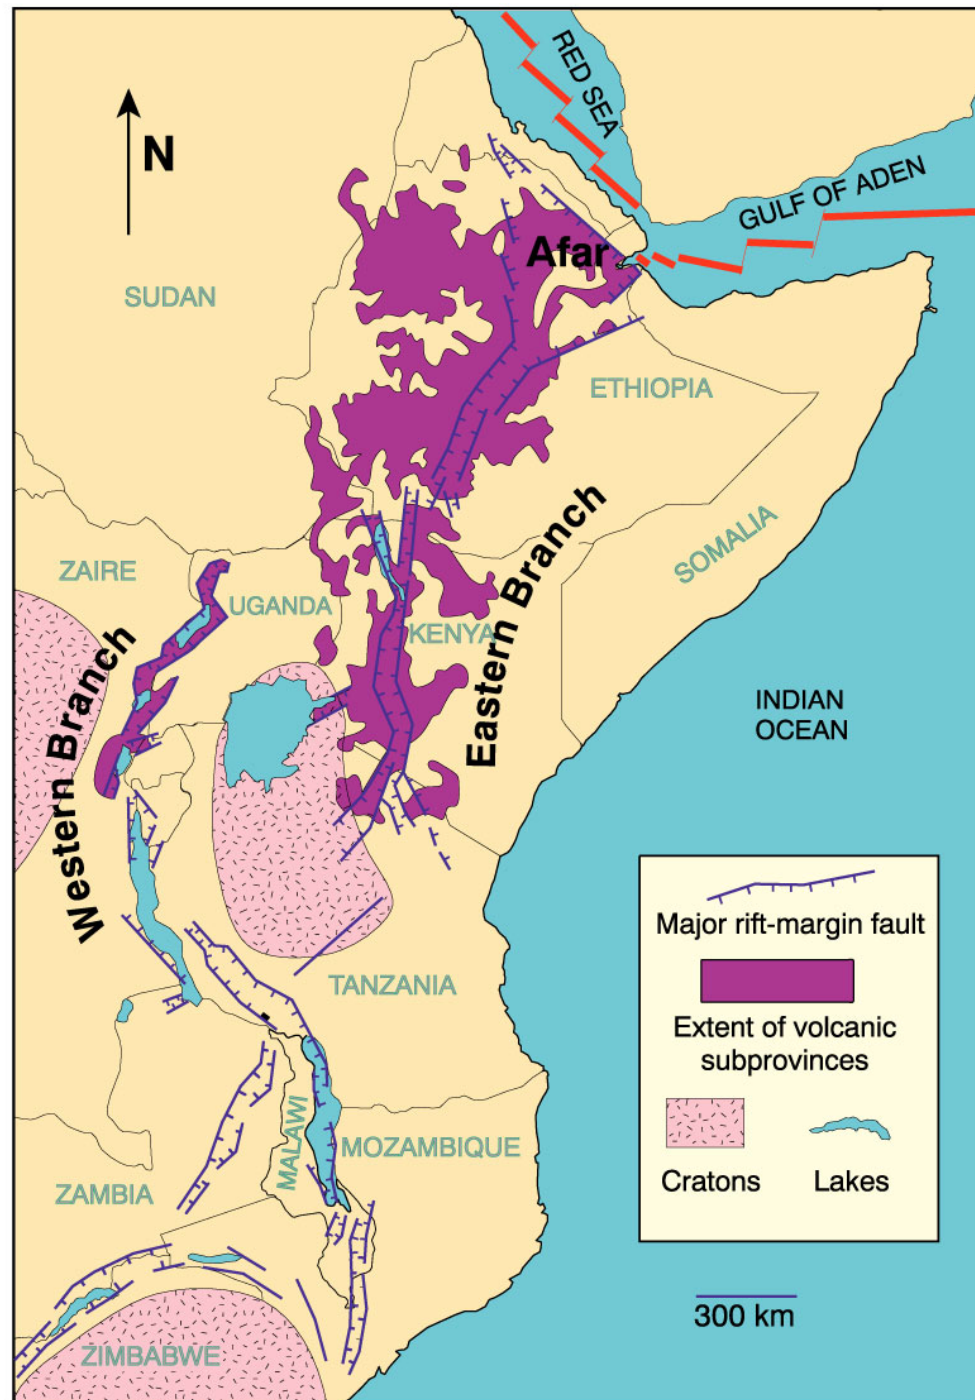 RED SEA
N
GULF OF ADEN
Afar
SUDAN
ETHIOPIA
SOMALIA
ZAIRE
UGANDA
KENYA
Eastern Branch
Western Branch
INDIAN
OCEAN
TANZANIA
MALAWI
MOZAMBIQUE
ZAMBIA
ZIMBABWE
Major rift-margin fault
Extent of volcanic
subprovinces
Cratons
Lakes
300 km